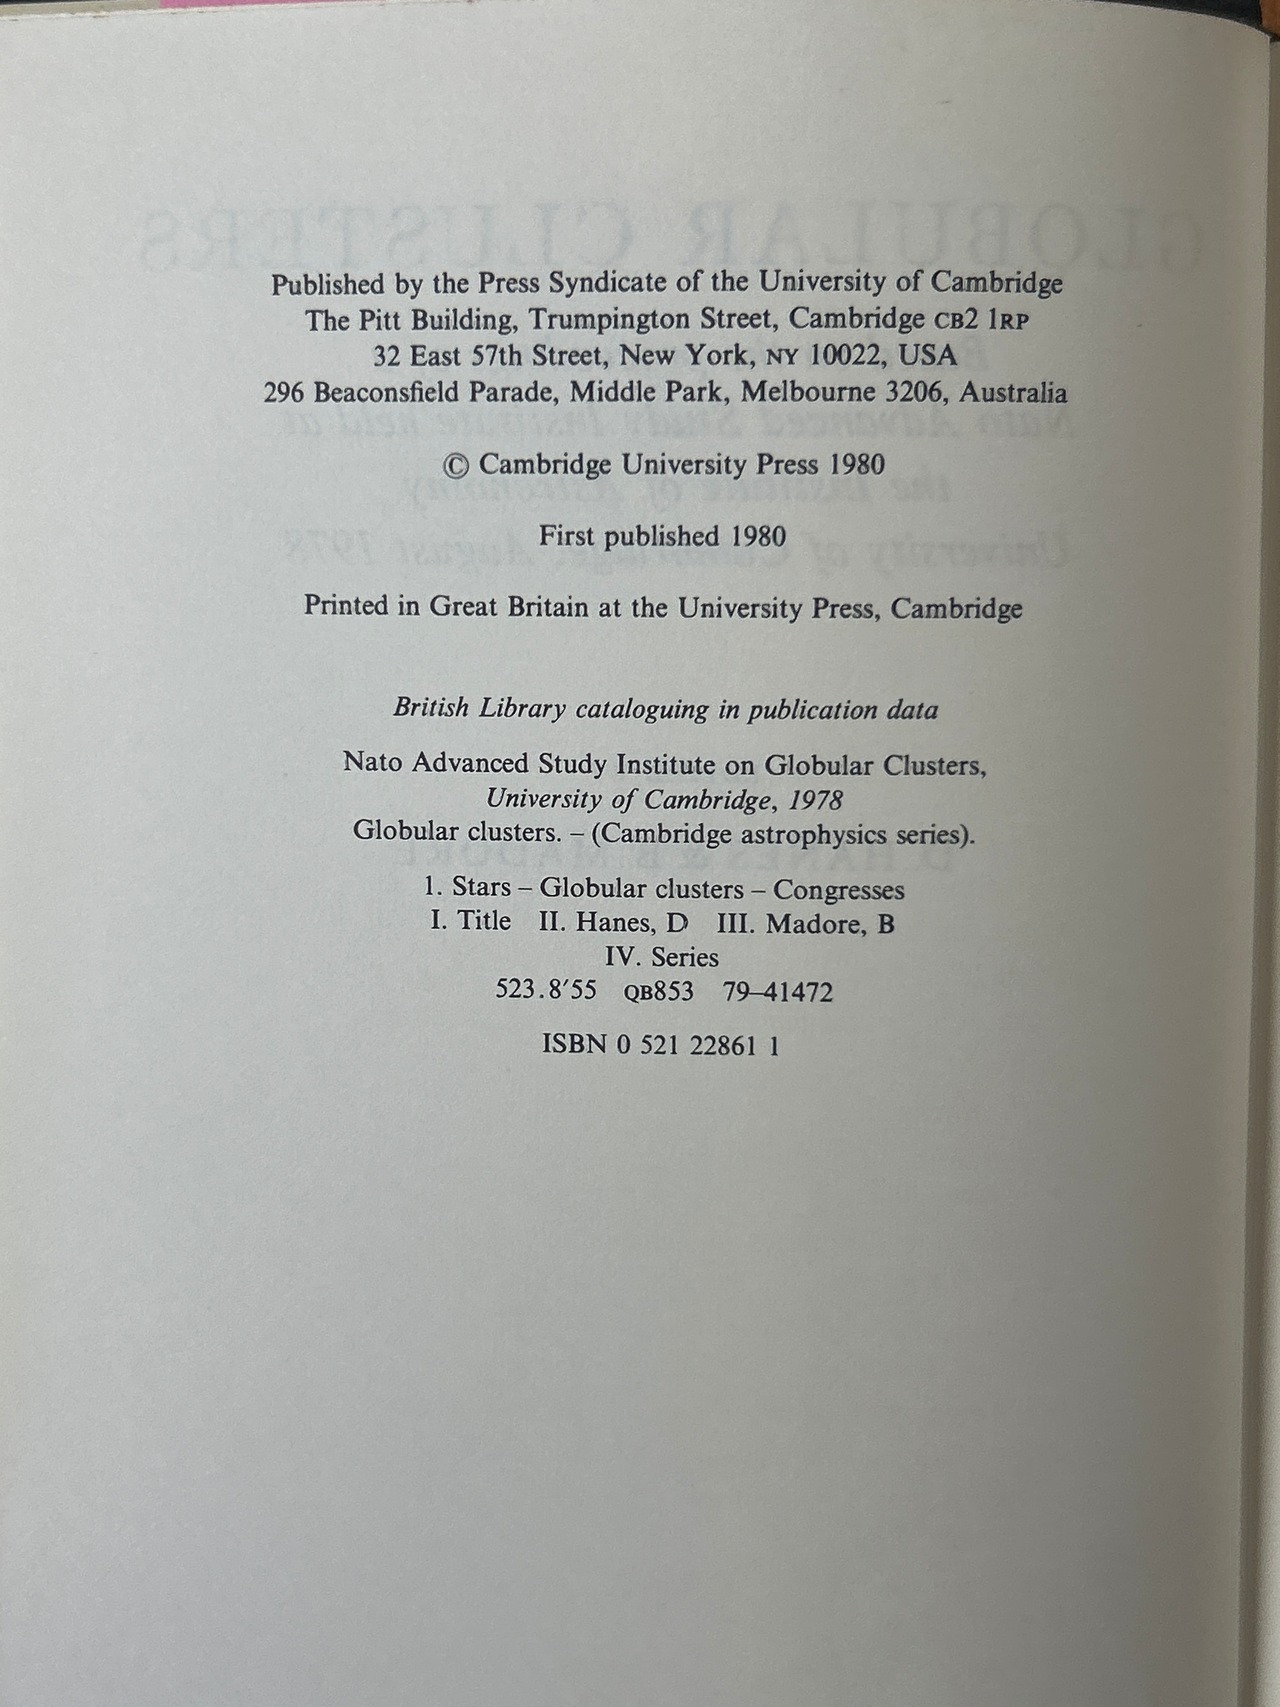 Published by the Press Syndicate of the University of Cambridge
The Pitt Building, Trumpington Street, Cambridge CB2 1RP
32 East 57th Street, New York, NY 10022, USA
296 Beaconsfield Parade, Middle Park, Melbourne 3206, Australia
© Cambridge University Press 1980
First published 1980
Printed in Great Britain at the University Press, Cambridge
British Library cataloguing in publication data
Nato Advanced Study Institute on Globular Clusters,
University of Cambridge, 1978
Globular clusters. – (Cambridge astrophysics series).
1. Stars – Globular clusters – Congresses
I. Title II. Hanes, D III. Madore, B
IV. Series
523.8′55 QB853 79–41472
ISBN 0 521 22861 1